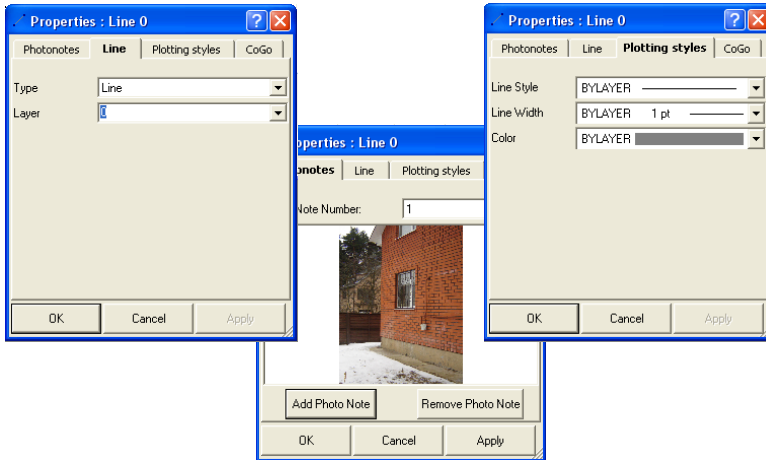 Properties : Line 0
Photonotes Line Plotting styles CoGo
Type Line
Layer 0
OK Cancel Apply
operties : Line 0
onotes Line Plotting styles
Note Number: 1
Add Photo Note Remove Photo Note
OK Cancel Apply
Properties : Line 0
Photonotes Line Plotting styles CoGo
Line Style BYLAYER
Line Width BYLAYER 1 pt
Color BYLAYER
OK Cancel Apply